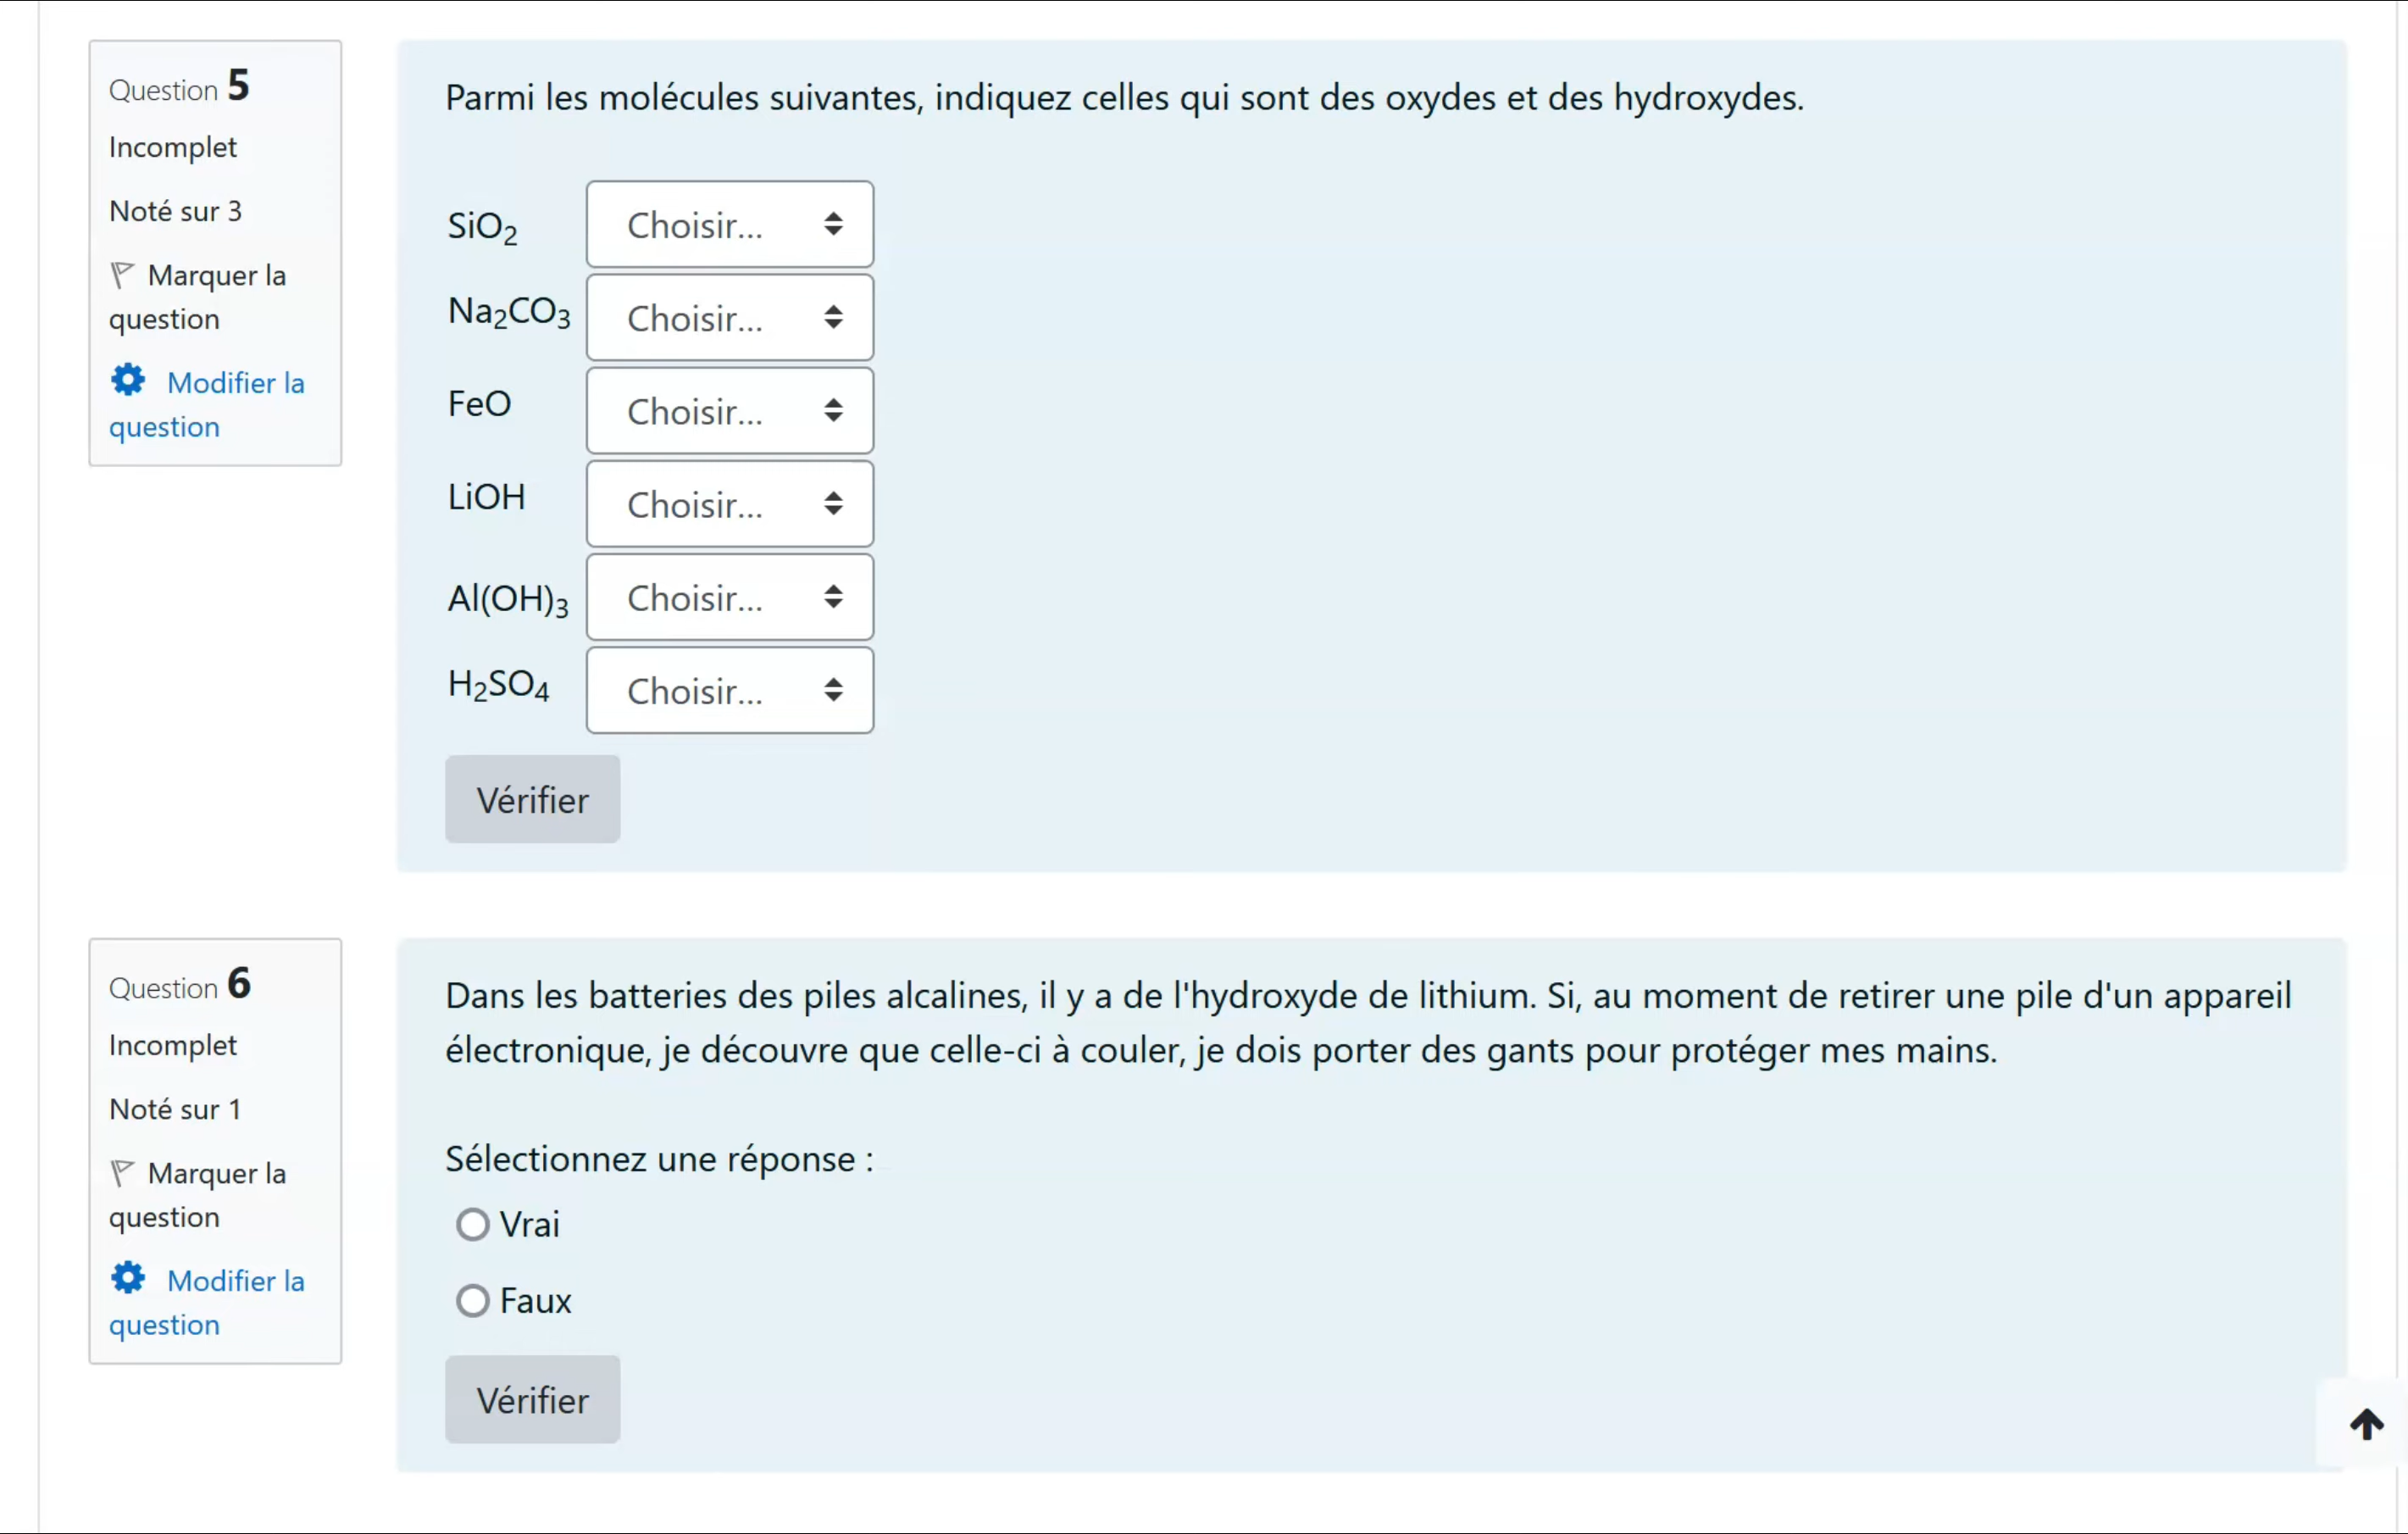 Question 5
Incomplet
Noté sur 3
Marquer la
question
Modifier la
question
Parmi les molécules suivantes, indiquez celles qui sont des oxydes et des hydroxydes.
SiO₂ Choisir...
Na₂CO₃ Choisir...
FeO Choisir...
LiOH Choisir...
Al(OH)₃ Choisir...
H₂SO₄ Choisir...
Vérifier
Question 6
Incomplet
Noté sur 1
Marquer la
question
Modifier la
question
Dans les batteries des piles alcalines, il y a de l'hydroxyde de lithium. Si, au moment de retirer une pile d'un appareil
électronique, je découvre que celle-ci à couler, je dois porter des gants pour protéger mes mains.
Sélectionnez une réponse :
Vrai
Faux
Vérifier